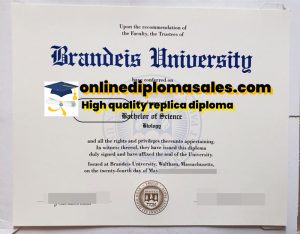 Upon the recommendation of
the Faculty, the Trustees of
Brandeis University
have conferred on
onlinediplomasales.com
High quality replica diploma
Bachelor of Science
Biology
and all the rights and privileges thereunto appertaining.
In witness thereof, they have issued this diploma
duly signed and have affixed the seal of the University.
Issued at Brandeis University, Waltham, Massachusetts,
on the twenty-fourth day of May